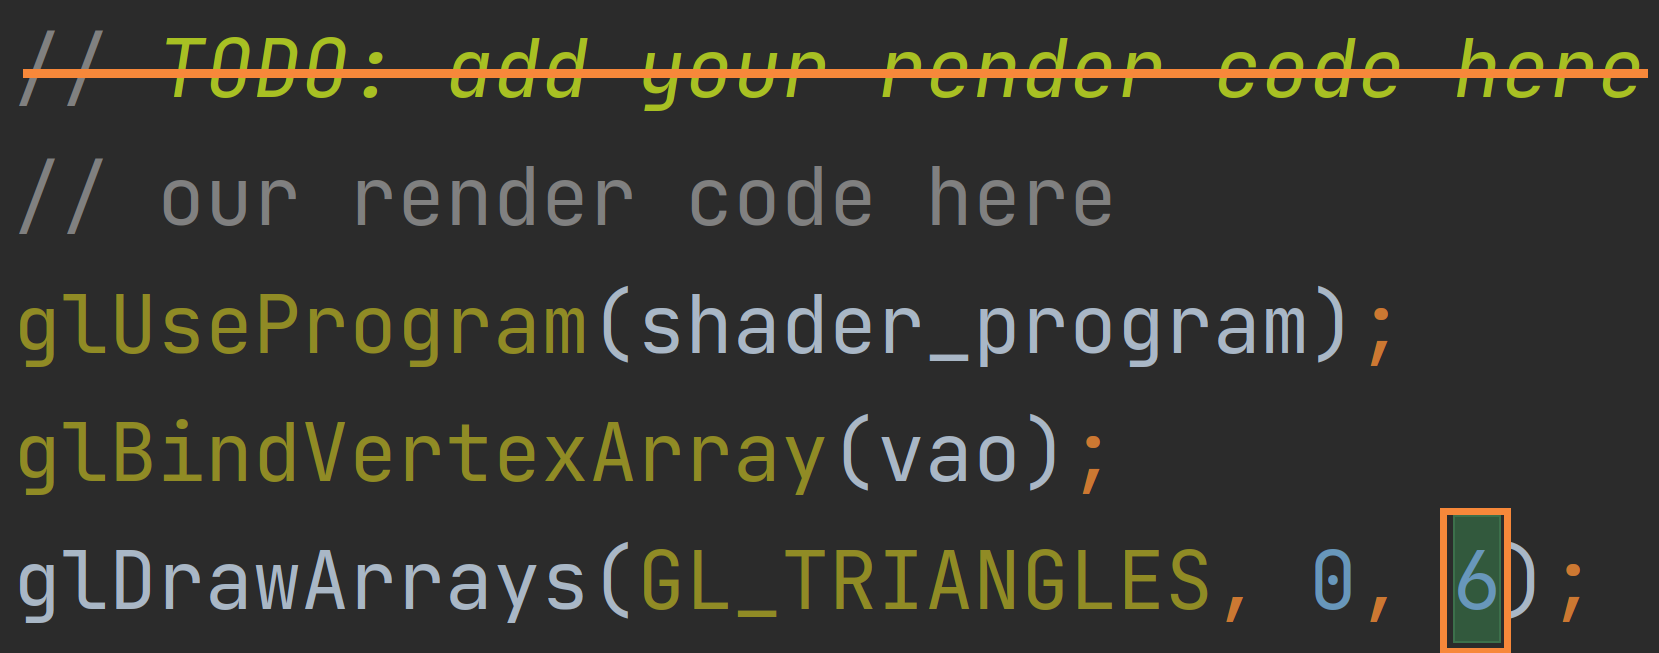 // TODO: add your render code here
// our render code here
glUseProgram(shader_program);
glBindVertexArray(vao);
glDrawArrays(GL_TRIANGLES, 0, 6);